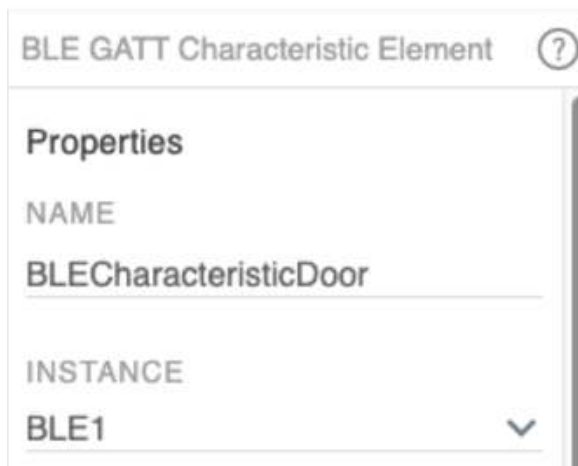 BLE GATT Characteristic Element ?
Properties
NAME
BLECharacteristicDoor
INSTANCE
BLE1